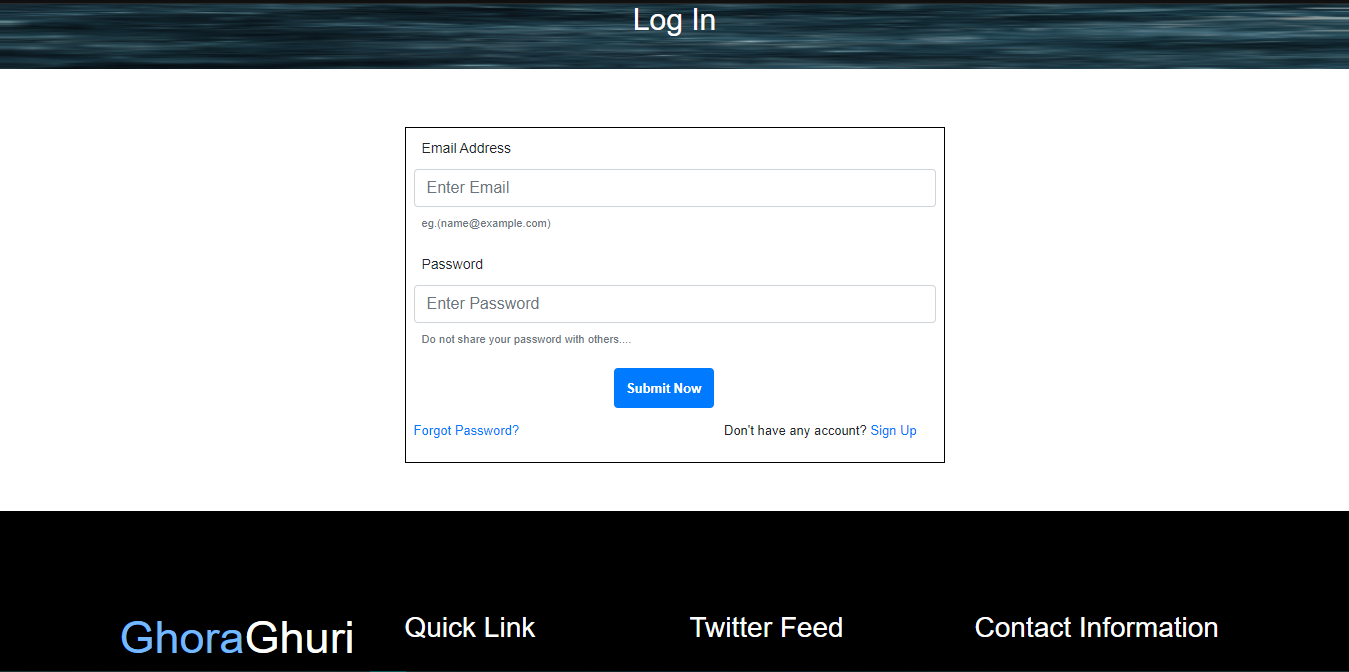 Log In
Email Address
Enter Email
eg.(name@example.com)
Password
Enter Password
Do not share your password with others....
Submit Now
Forgot Password? Don't have any account? Sign Up
GhoraGhuri Quick Link Twitter Feed Contact Information